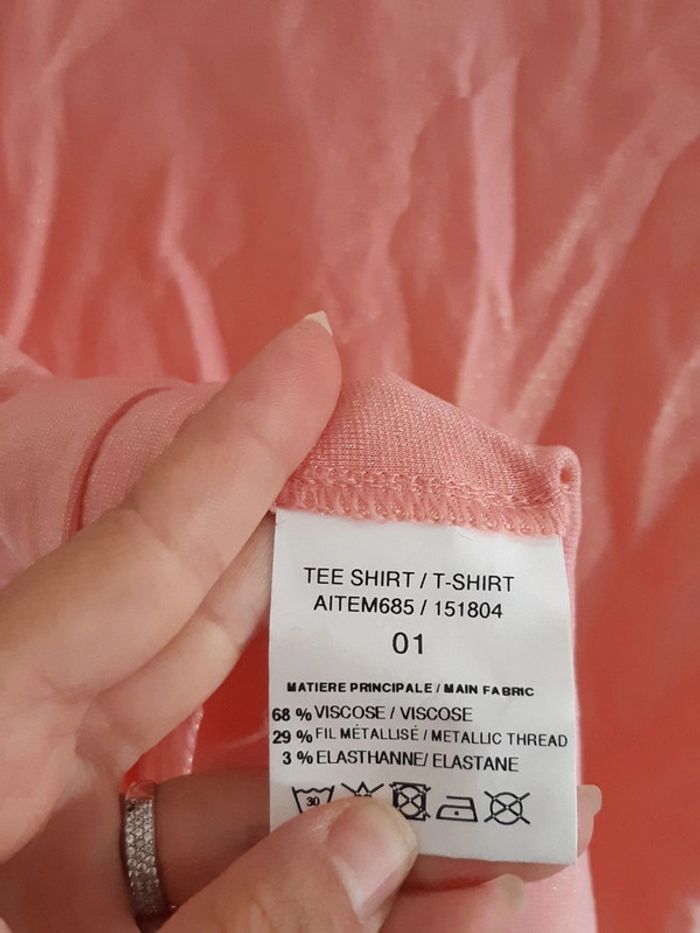 TEE SHIRT / T-SHIRT
AITEM685 / 151804
01
MATIERE PRINCIPALE / MAIN FABRIC
68 % VISCOSE / VISCOSE
29 % FIL MÉTALLISÉ / METALLIC THREAD
3 % ELASTHANNE/ ELASTANE
30